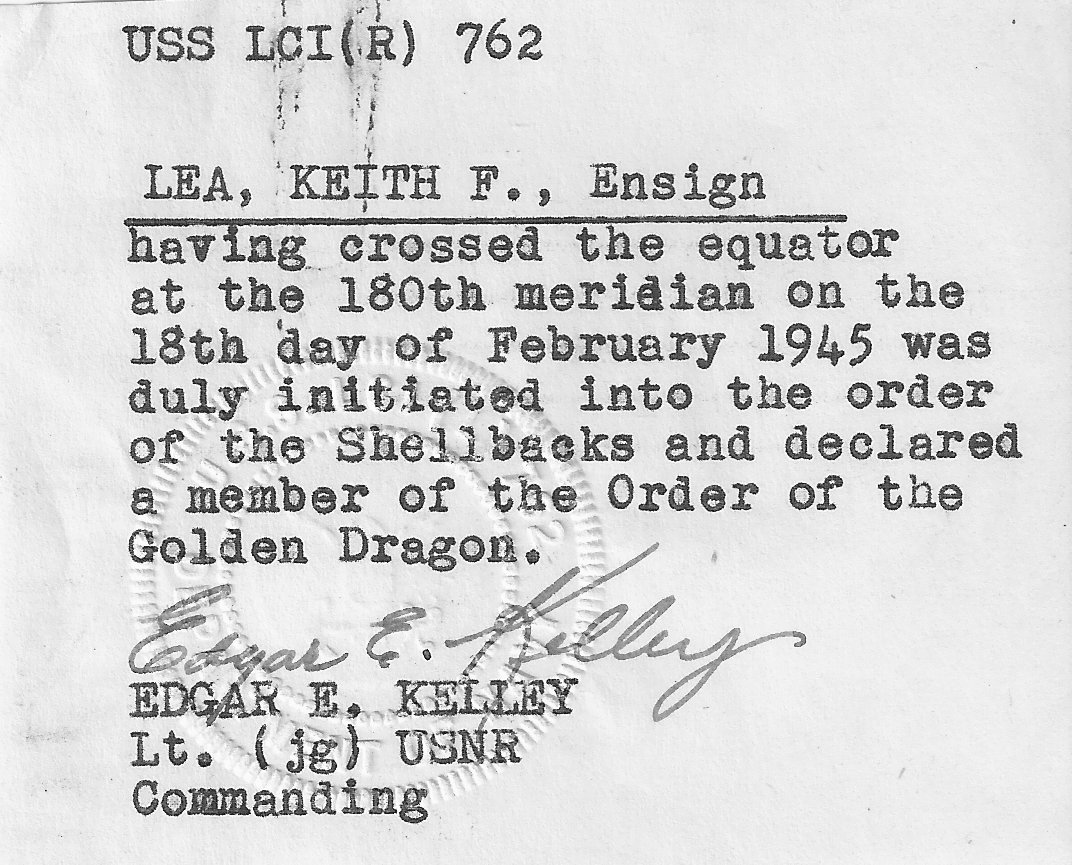 USS LCI(R) 762
LEA, KEITH F., Ensign
having crossed the equator
at the 180th meridian on the
18th day of February 1945 was
duly initiated into the order
of the Shellbacks and declared
a member of the Order of the
Golden Dragon.
Edgar E. Kelley
EDGAR E. KELLEY
Lt. (jg) USNR
Commanding